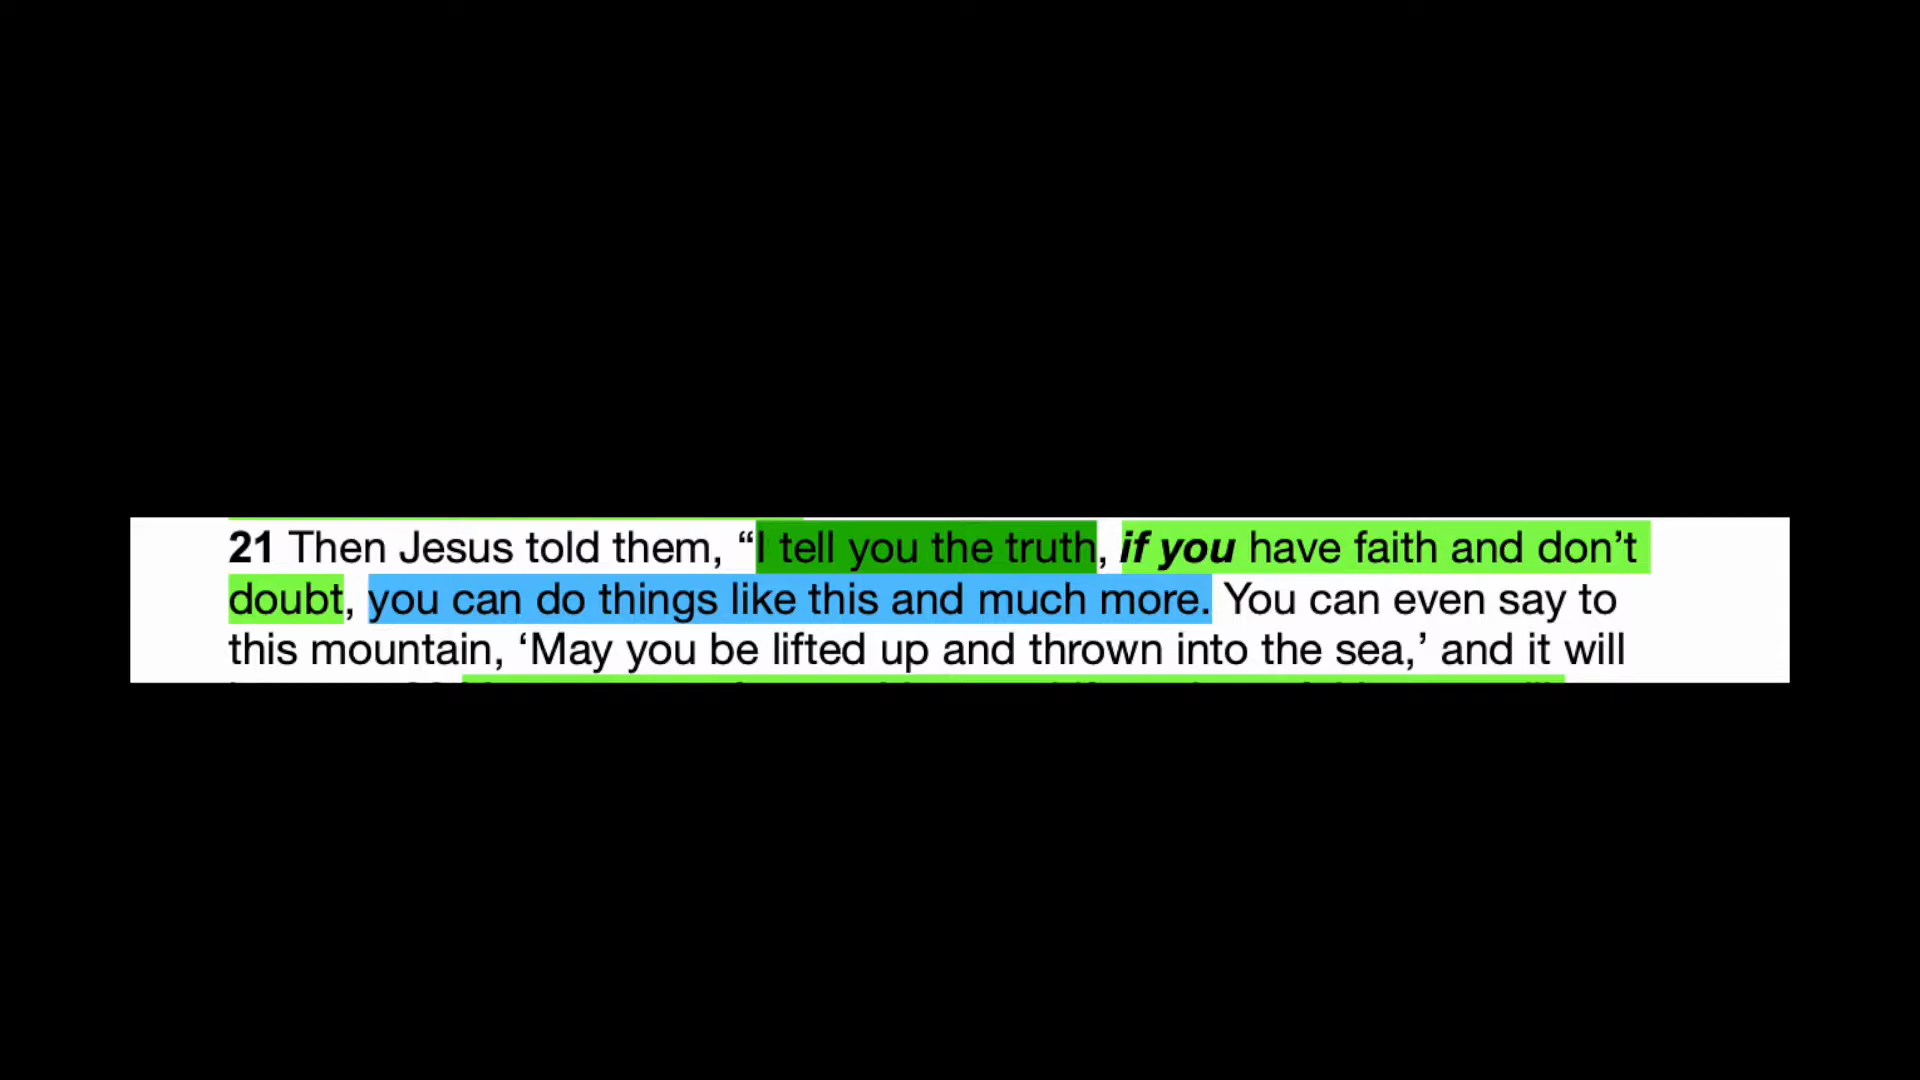 21 Then Jesus told them, “I tell you the truth, if you have faith and don’t
doubt, you can do things like this and much more. You can even say to
this mountain, ‘May you be lifted up and thrown into the sea,’ and it will